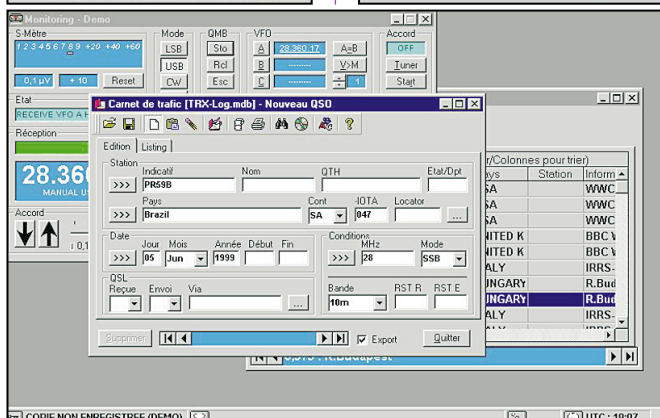 Monitoring - Demo
S-Mètre
1 2 3 4 5 6 7 8 9 +20 +40 +60
0,1 µV + 10 Reset
Mode
LSB
USB
CW
QMB
Sto
Rcl
Esc
VFO
A 28.360.17 A=B
B -------- V>M
C -------- 1
Accord
OFF
Tuner
Start
Etat
RECEIVE VFO A H
Réception
28.36
MANUAL U
Accord
: 0,1
Carnet de trafic [TRX-Log.mdb] - Nouveau QSO
Edition Listing
Station
Indicatif Nom QTH Etat/Dpt
>>> PR59B
Pays Cont -IOTA Locator
>>> Brazil SA 047 ...
Date
Jour Mois Année Début Fin
>>> 05 Jun 1999
Conditions
MHz Mode
>>> 28 SSB
QSL
Reçue Envoi Via
...
Bande RST R RST E
10m
Supprimer Export Quitter
r/Colonnes pour trier)
ays Station Inform
SA WWC
SA WWC
SA WWC
NITED K BBC
NITED K BBC
ALY IRRS-
UNGARY R.Bud
UNGARY R.Bud
ALY IRRS-
R.Budapest
COPIE NON ENREGISTREE (DEMO)
UTC : 19:07